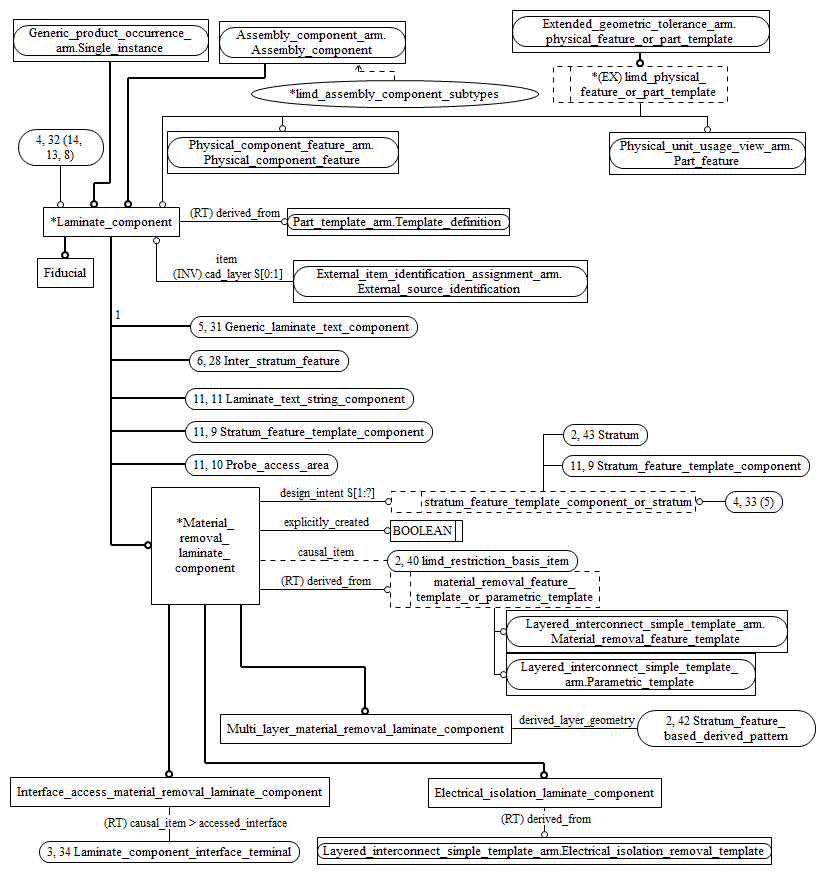 Generic_product_occurrence_
arm.Single_instance
Assembly_component_arm.
Assembly_component
Extended_geometric_tolerance_arm.
physical_feature_or_part_template
*limd_assembly_component_subtypes
*(EX) limd_physical_
feature_or_part_template
4, 32 (14,
13, 8)
Physical_component_feature_arm.
Physical_component_feature
Physical_unit_usage_view_arm.
Part_feature
*Laminate_component
(RT) derived_from
Part_template_arm.Template_definition
Fiducial
item
(INV) cad_layer S[0:1]
External_item_identification_assignment_arm.
External_source_identification
1
5, 31 Generic_laminate_text_component
6, 28 Inter_stratum_feature
11, 11 Laminate_text_string_component
11, 9 Stratum_feature_template_component
11, 10 Probe_access_area
2, 43 Stratum
11, 9 Stratum_feature_template_component
*Material_
removal_
laminate_
component
design_intent S[1:?]
stratum_feature_template_component_or_stratum
4, 33 (5)
explicitly_created
BOOLEAN
causal_item
2, 40 limd_restriction_basis_item
(RT) derived_from
material_removal_feature_
template_or_parametric_template
Layered_interconnect_simple_template_arm.
Material_removal_feature_template
Layered_interconnect_simple_template_
arm.Parametric_template
Multi_layer_material_removal_laminate_component
derived_layer_geometry
2, 42 Stratum_feature_
based_derived_pattern
Interface_access_material_removal_laminate_component
Electrical_isolation_laminate_component
(RT) causal_item > accessed_interface
(RT) derived_from
3, 34 Laminate_component_interface_terminal
Layered_interconnect_simple_template_arm.Electrical_isolation_removal_template